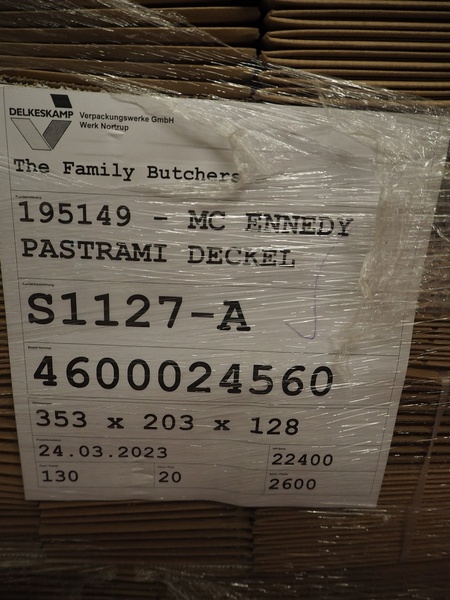 DELKESKAMP
Verpackungswerke GmbH
Werk Nortrup
The Family Butchers
195149 - MC ENNEDY
PASTRAMI DECKEL
S1127-A
4600024560
353 x 203 x 128
24.03.2023
22400
130
20
2600